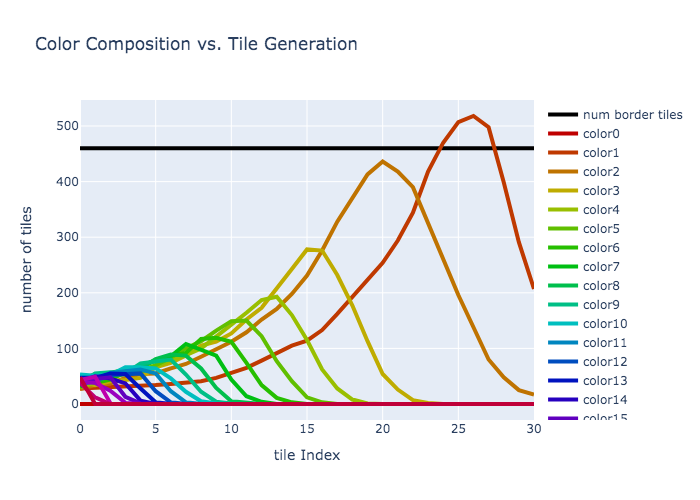 Color Composition vs. Tile Generation
num border tiles
color0
color1
color2
color3
color4
color5
color6
color7
color8
color9
color10
color11
color12
color13
color14
color15
500
400
300
200
100
0
number of tiles
0 5 10 15 20 25 30
tile Index